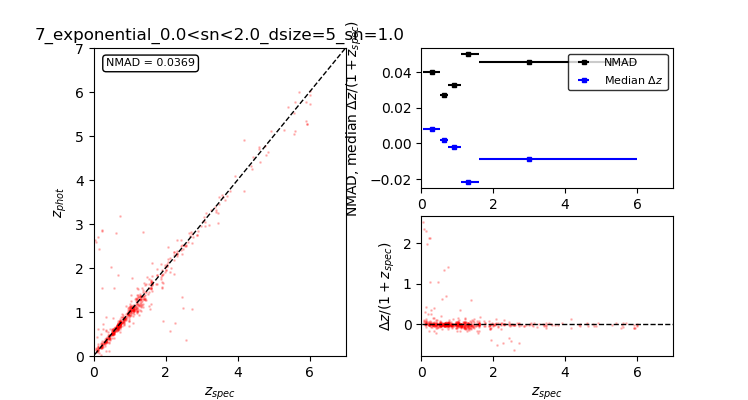 7_exponential_0.0<sn<2.0_dsize=5_sn=1.0
NMAD = 0.0369
7
6
5
4
3
2
1
0
0 2 4 6
z_phot
z_spec
NMAD, median Δz/(1 + z_spec)
NMAD
Median Δz
0.04
0.02
0.00
−0.02
0 2 4 6
Δz/(1 + z_spec)
2
1
0
0 2 4 6
z_spec